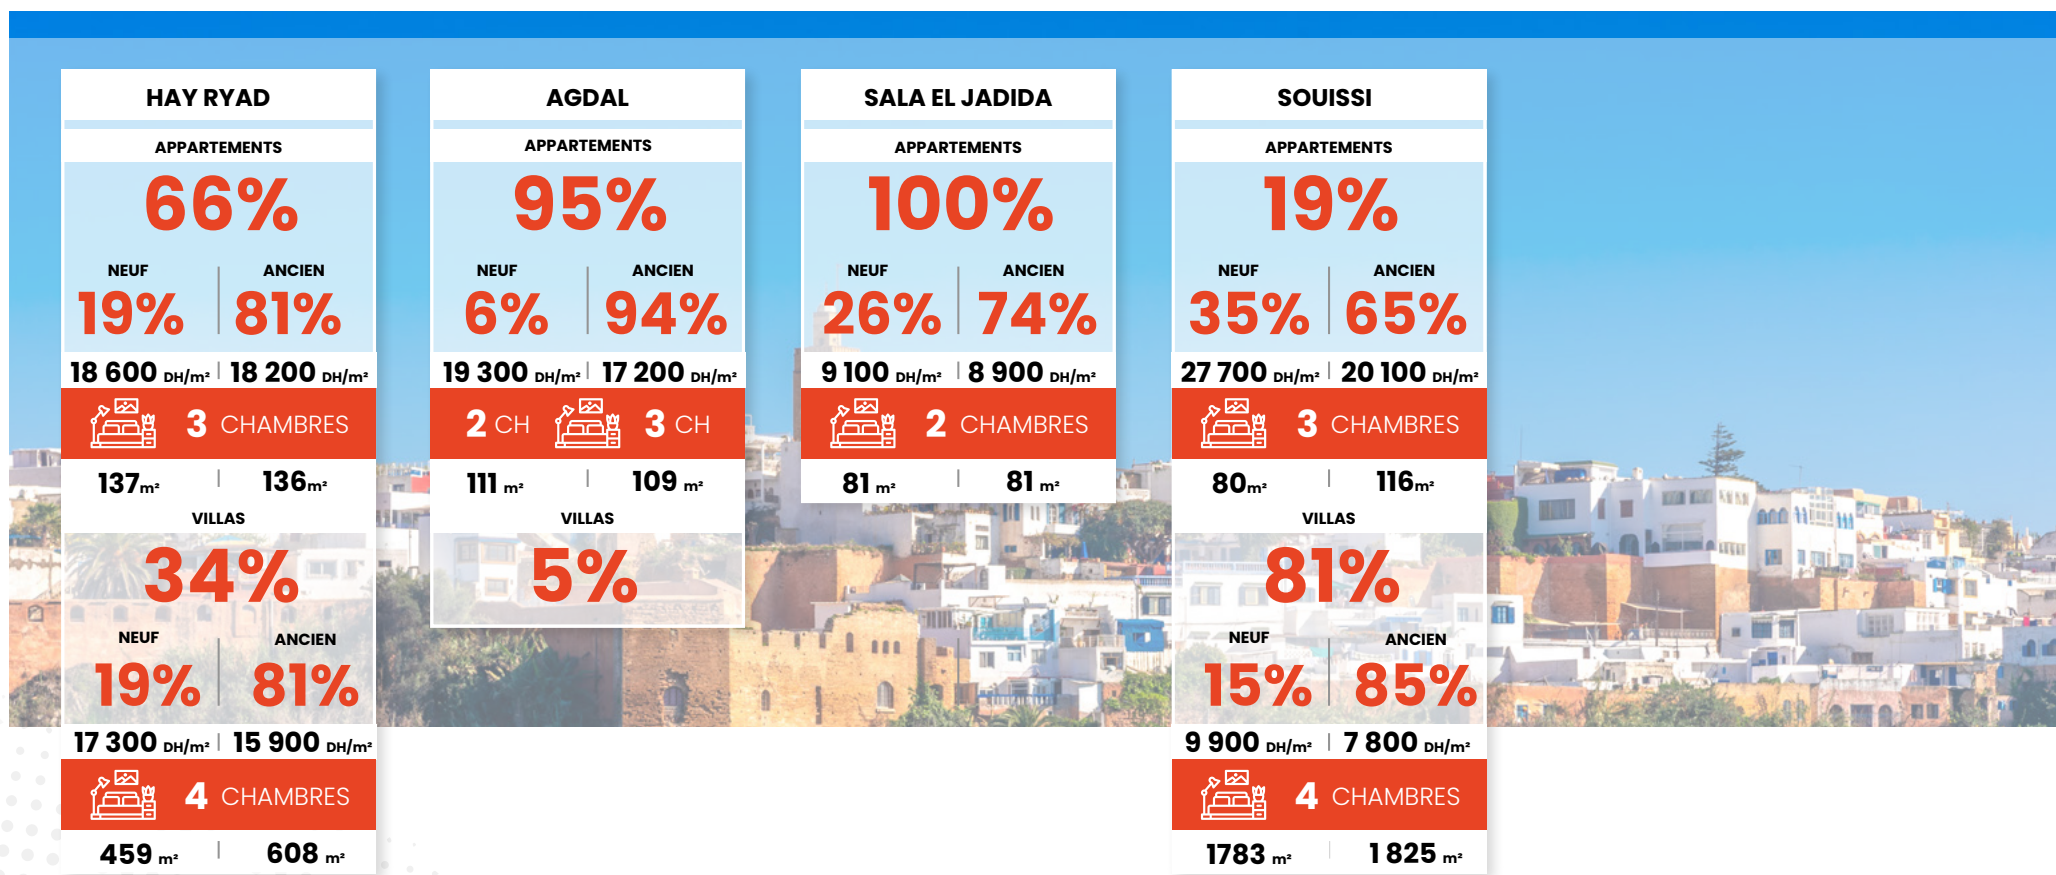 HAY RYAD
APPARTEMENTS
66%
NEUF | ANCIEN
19% | 81%
18 600 DH/m² | 18 200 DH/m²
3 CHAMBRES
137m² | 136m²
VILLAS
34%
NEUF | ANCIEN
19% | 81%
17 300 DH/m² | 15 900 DH/m²
4 CHAMBRES
459 m² | 608 m²
AGDAL
APPARTEMENTS
95%
NEUF | ANCIEN
6% | 94%
19 300 DH/m² | 17 200 DH/m²
2 CH 3 CH
111 m² | 109 m²
VILLAS
5%
SALA EL JADIDA
APPARTEMENTS
100%
NEUF | ANCIEN
26% | 74%
9 100 DH/m² | 8 900 DH/m²
2 CHAMBRES
81 m² | 81 m²
SOUISSI
APPARTEMENTS
19%
NEUF | ANCIEN
35% | 65%
27 700 DH/m² | 20 100 DH/m²
3 CHAMBRES
80m² | 116m²
VILLAS
81%
NEUF | ANCIEN
15% | 85%
9 900 DH/m² | 7 800 DH/m²
4 CHAMBRES
1783 m² | 1 825 m²